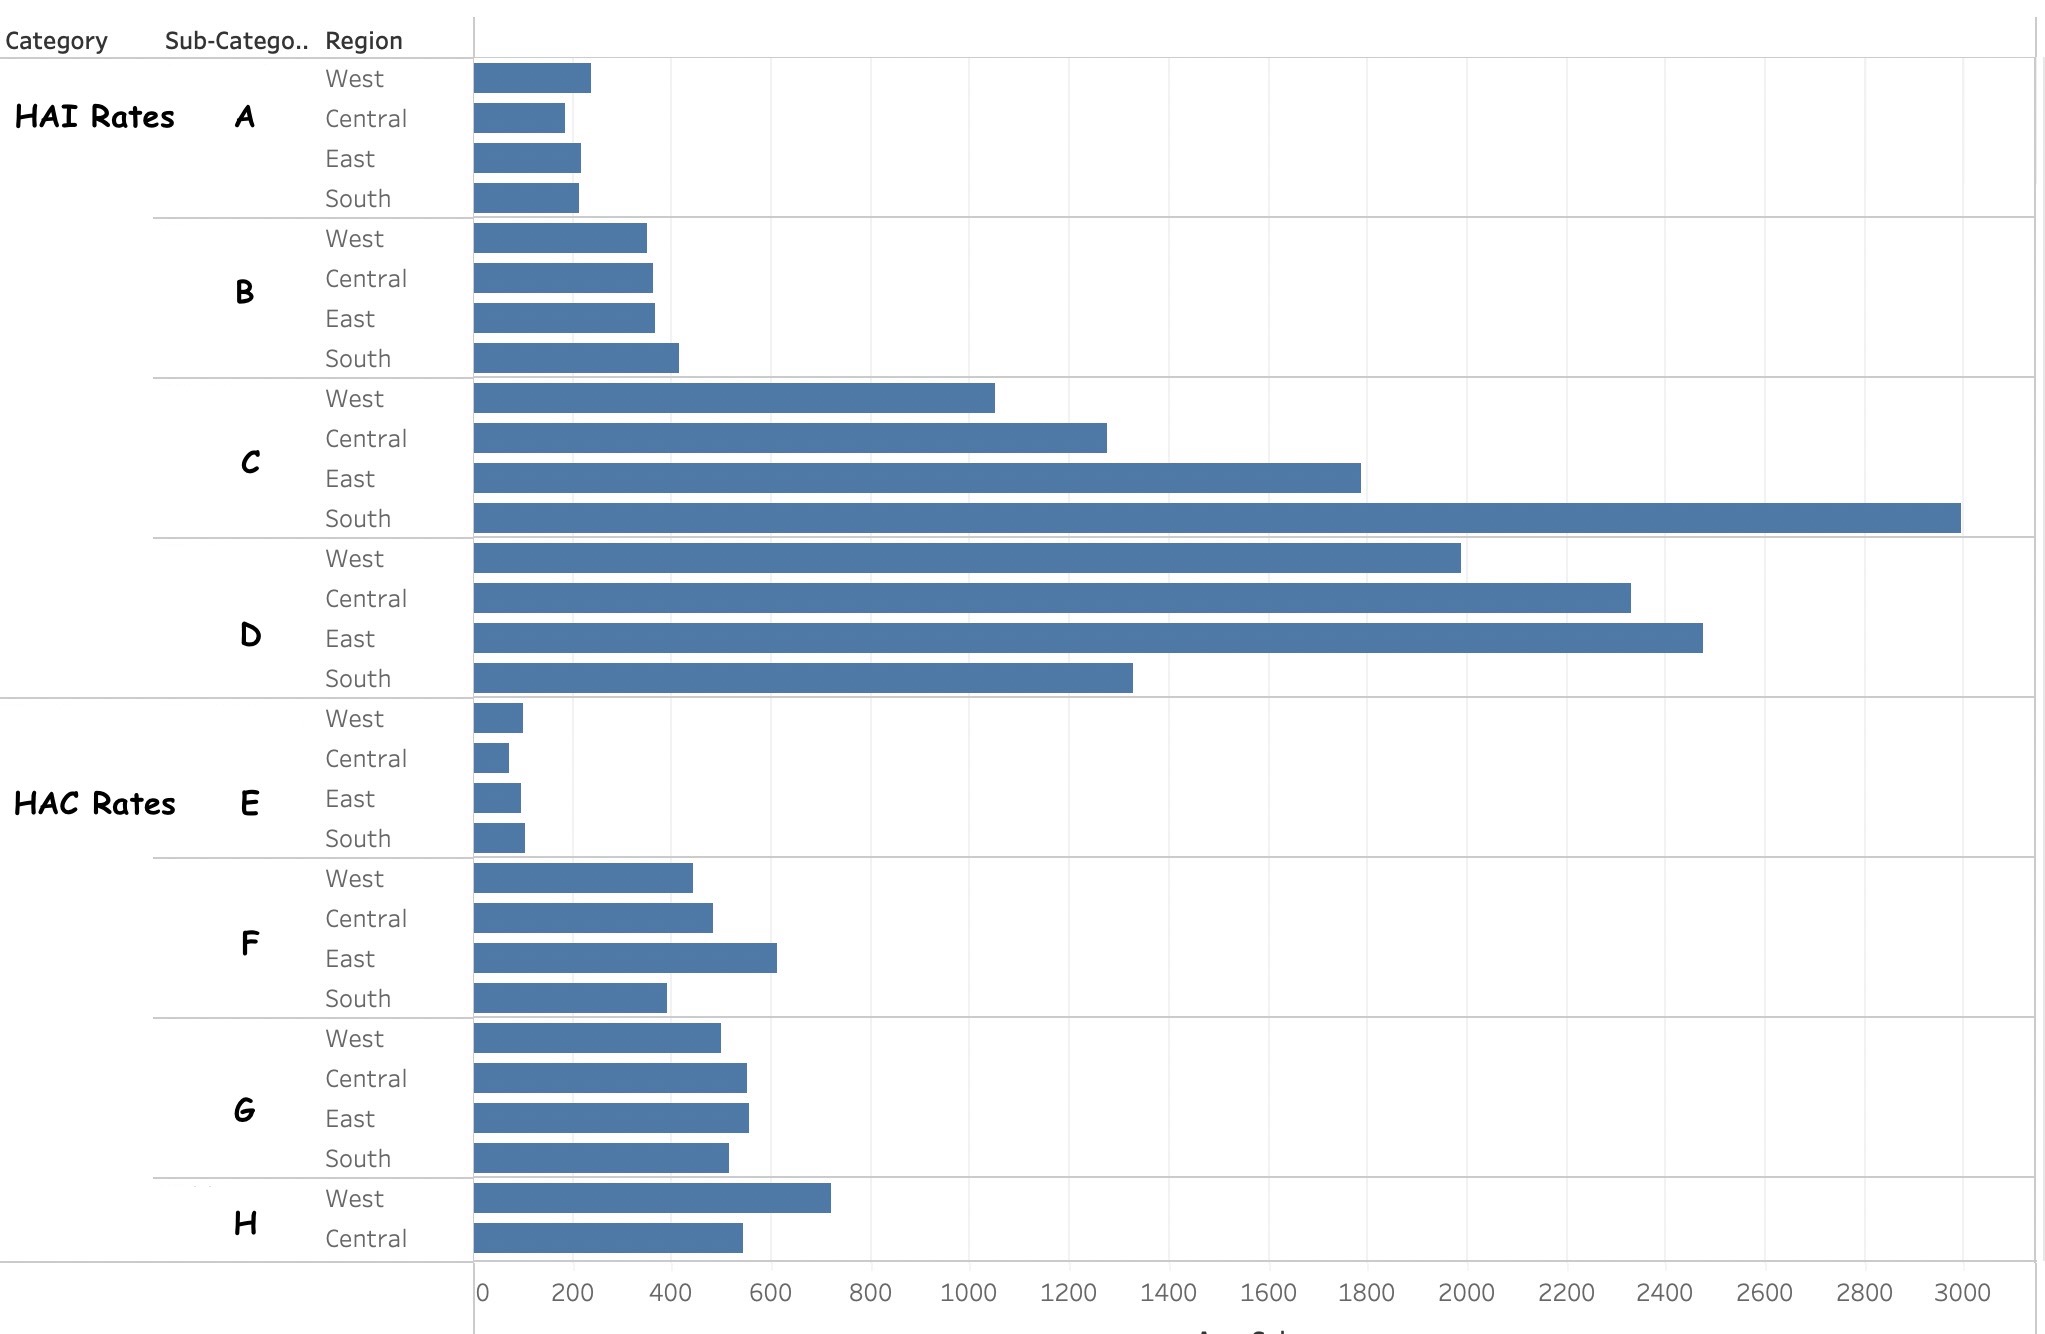 Category Sub-Catego.. Region
West
HAI Rates A Central
East
South
West
B Central
East
South
West
Central
C East
South
West
Central
D East
South
West
Central
HAC Rates E East
South
West
Central
F East
South
West
Central
G East
South
West
H Central
0 200 400 600 800 1000 1200 1400 1600 1800 2000 2200 2400 2600 2800 3000